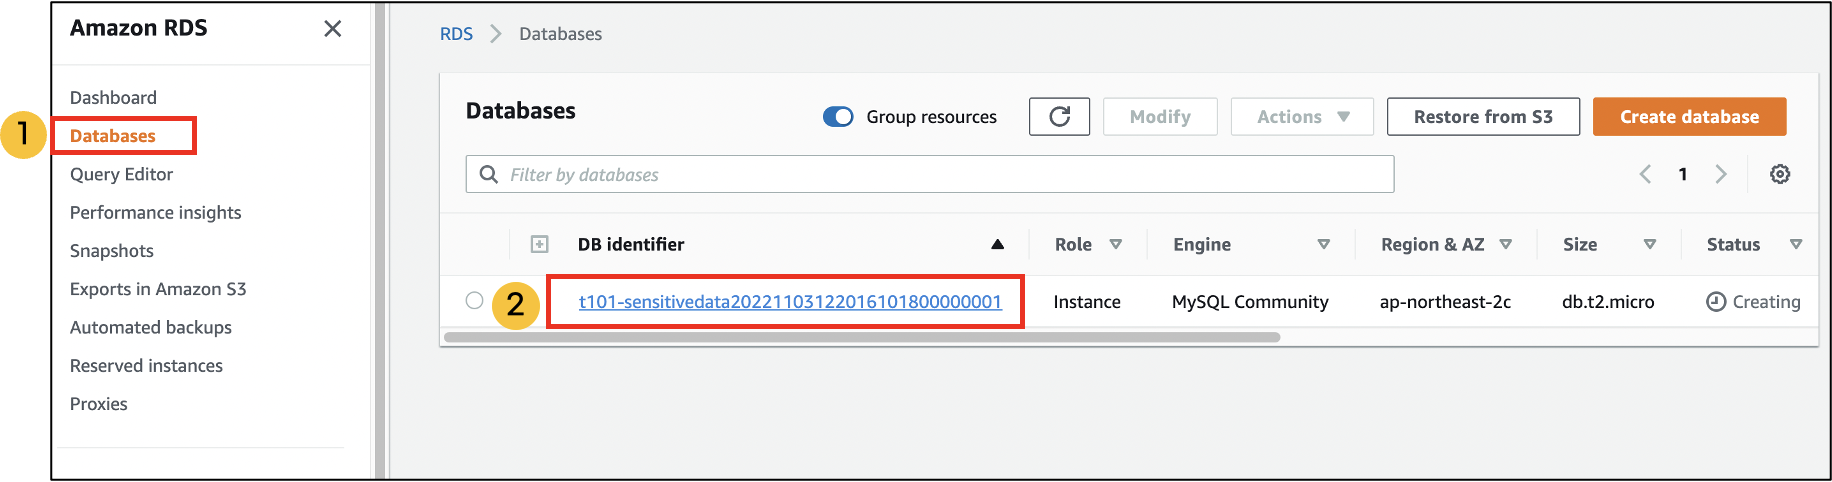 Amazon RDS
Dashboard
1
Databases
Query Editor
Performance insights
Snapshots
Exports in Amazon S3
Automated backups
Reserved instances
Proxies
RDS > Databases
Databases
Group resources
Modify
Actions
Restore from S3
Create database
Filter by databases
1
DB identifier Role Engine Region & AZ Size Status
2 t101-sensitivedata20221103122016101800000001 Instance MySQL Community ap-northeast-2c db.t2.micro Creating